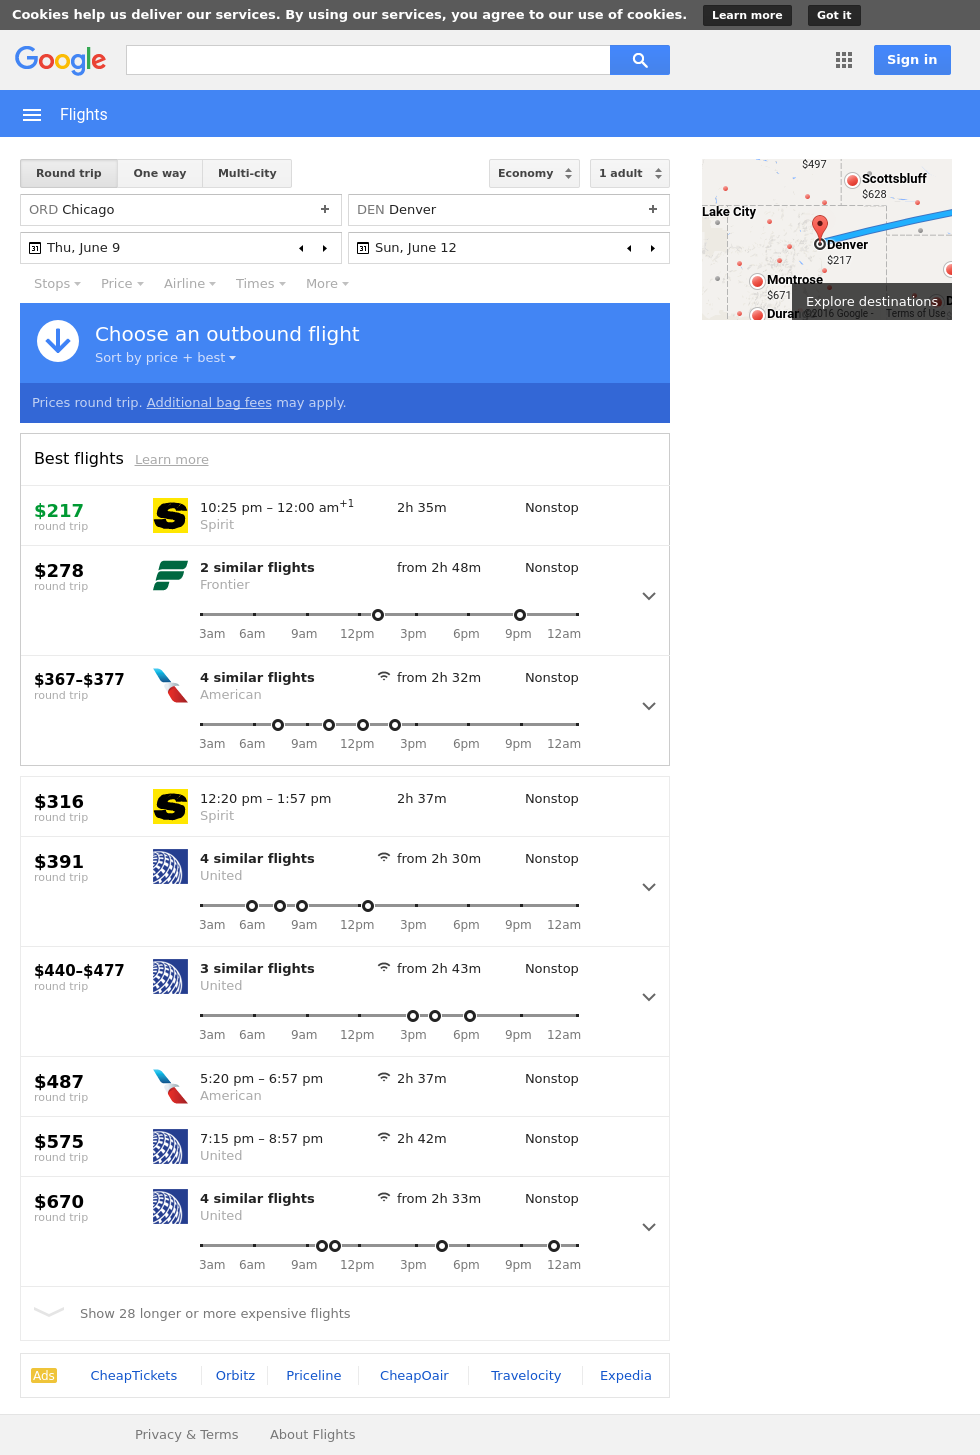 Cookies help us deliver our services. By using our services, you agree to our use of cookies. Learn more Got it
Google Sign in
Flights
Round trip One way Multi-city Economy 1 adult
ORD Chicago + DEN Denver +
31 Thu, June 9 31 Sun, June 12
Stops Price Airline Times More
Choose an outbound flight
Sort by price + best
Prices round trip. Additional bag fees may apply.
$497
Scottsbluff
$628
Lake City
Denver
$217
Montrose
$671
Explore destinations
Duran ©2016 Google - Terms of Use
Best flights Learn more
$217 10:25 pm – 12:00 am+1 2h 35m Nonstop
round trip Spirit
$278 2 similar flights from 2h 48m Nonstop
round trip Frontier
3am 6am 9am 12pm 3pm 6pm 9pm 12am
$367–$377 4 similar flights from 2h 32m Nonstop
round trip American
3am 6am 9am 12pm 3pm 6pm 9pm 12am
$316 12:20 pm – 1:57 pm 2h 37m Nonstop
round trip Spirit
$391 4 similar flights from 2h 30m Nonstop
round trip United
3am 6am 9am 12pm 3pm 6pm 9pm 12am
$440–$477 3 similar flights from 2h 43m Nonstop
round trip United
3am 6am 9am 12pm 3pm 6pm 9pm 12am
$487 5:20 pm – 6:57 pm 2h 37m Nonstop
round trip American
$575 7:15 pm – 8:57 pm 2h 42m Nonstop
round trip United
$670 4 similar flights from 2h 33m Nonstop
round trip United
3am 6am 9am 12pm 3pm 6pm 9pm 12am
Show 28 longer or more expensive flights
Ads CheapTickets Orbitz Priceline CheapOair Travelocity Expedia
Privacy & Terms About Flights